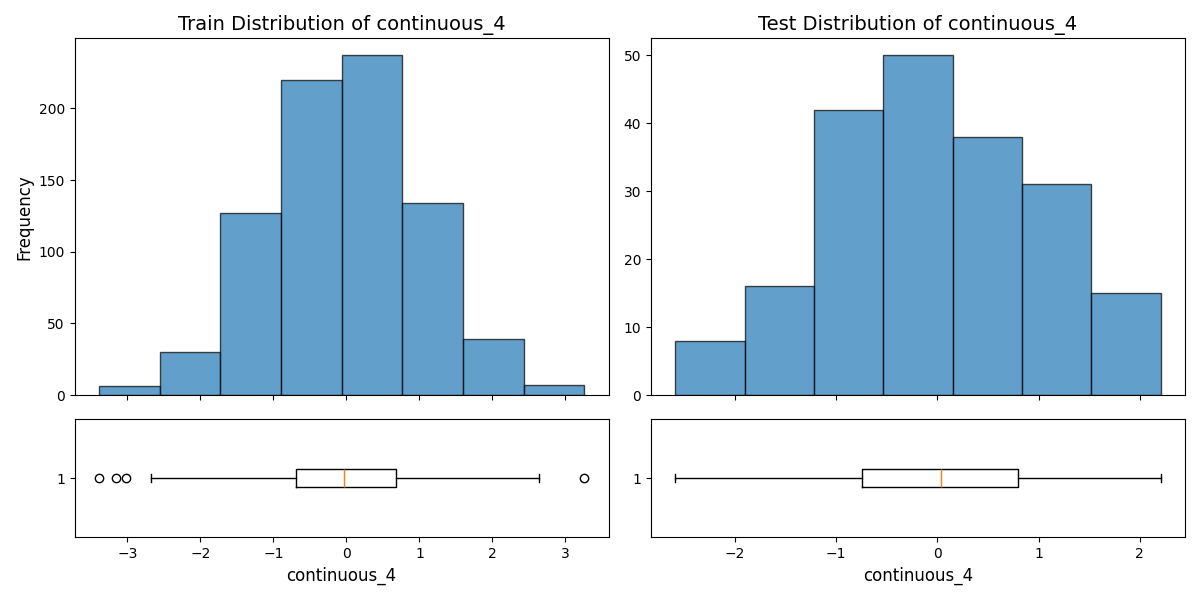 Train Distribution of continuous_4
Test Distribution of continuous_4
Frequency
200
150
100
50
0
50
40
30
20
10
0
1
−3 −2 −1 0 1 2 3
continuous_4
1
−2 −1 0 1 2
continuous_4